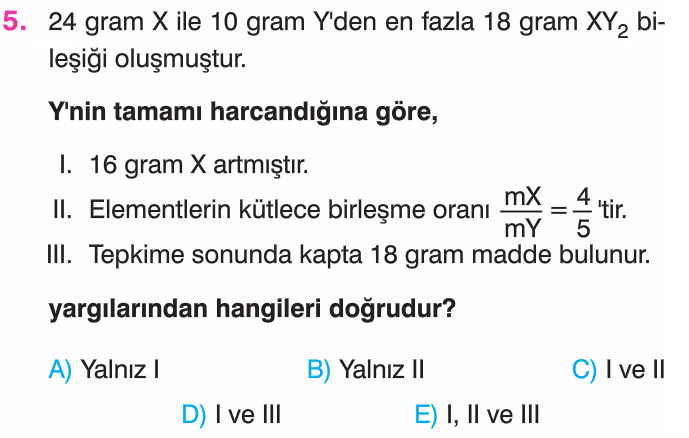 5. 24 gram X ile 10 gram Y'den en fazla 18 gram XY₂ bi-
leşiği oluşmuştur.
Y'nin tamamı harcandığına göre,
I. 16 gram X artmıştır.
II. Elementlerin kütlece birleşme oranı mX/mY = 4/5 'tir.
III. Tepkime sonunda kapta 18 gram madde bulunur.
yargılarından hangileri doğrudur?
A) Yalnız I B) Yalnız II C) I ve II
D) I ve III E) I, II ve III